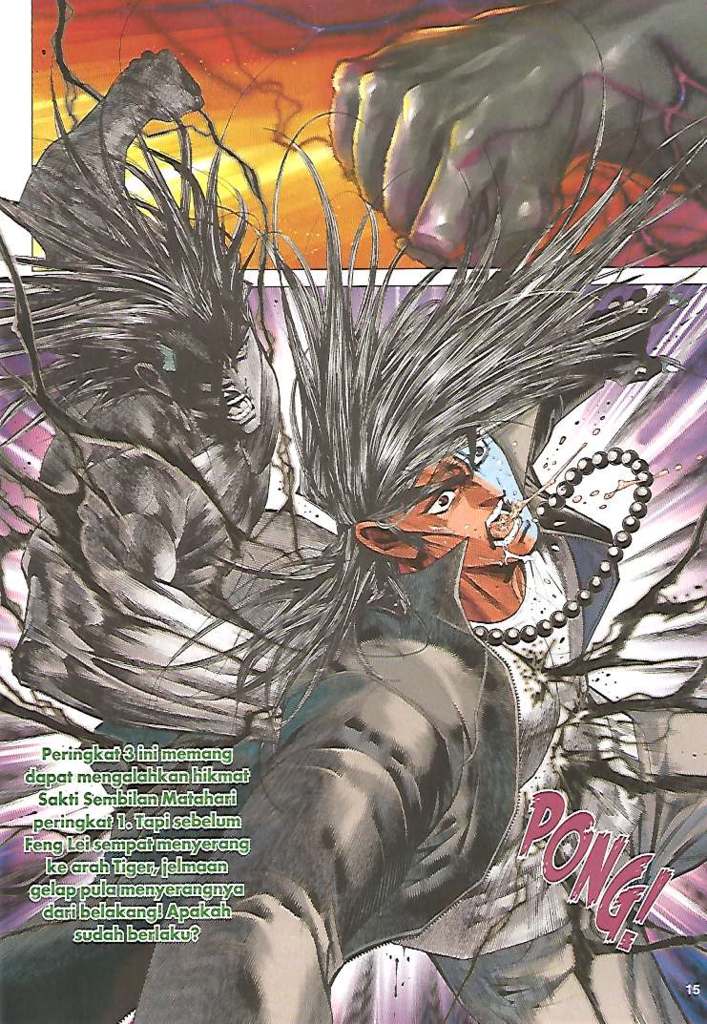 Peringkat 3 ini memang
dapat mengalahkan hikmat
Sakti Sembilan Matahari
peringkat 1. Tapi sebelum
Feng Lei sempat menyerang
ke arah Tiger, jelmaan
gelap pula menyerangnya
dari belakang! Apakah
sudah berlaku?
PONG!
15